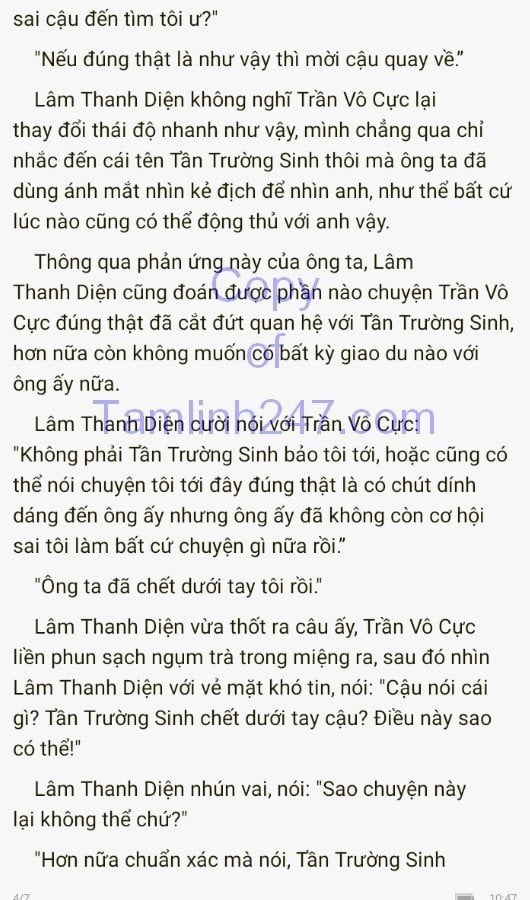 sai cậu đến tìm tôi ư?"
"Nếu đúng thật là như vậy thì mời cậu quay về.”
Lâm Thanh Diện không nghĩ Trần Vô Cực lại
thay đổi thái độ nhanh như vậy, mình chẳng qua chỉ
nhắc đến cái tên Tần Trường Sinh thôi mà ông ta đã
dùng ánh mắt nhìn kẻ địch để nhìn anh, như thể bất cứ
lúc nào cũng có thể động thủ với anh vậy.
Thông qua phản ứng này của ông ta, Lâm
Thanh Diện cũng đoán được phần nào chuyện Trần Vô
Cực đúng thật đã cắt đứt quan hệ với Tần Trường Sinh,
hơn nữa còn không muốn có bất kỳ giao du nào với
ông ấy nữa.
Copy
of
Tamlinh247.com
Lâm Thanh Diện cười nói với Trần Vô Cực:
"Không phải Tần Trường Sinh bảo tôi tới, hoặc cũng có
thể nói chuyện tôi tới đây đúng thật là có chút dính
dáng đến ông ấy nhưng ông ấy đã không còn cơ hội
sai tôi làm bất cứ chuyện gì nữa rồi.”
"Ông ta đã chết dưới tay tôi rồi."
Lâm Thanh Diện vừa thốt ra câu ấy, Trần Vô Cực
liền phun sạch ngụm trà trong miệng ra, sau đó nhìn
Lâm Thanh Diện với vẻ mặt khó tin, nói: "Cậu nói cái
gì? Tần Trường Sinh chết dưới tay cậu? Điều này sao
có thể!"
Lâm Thanh Diện nhún vai, nói: "Sao chuyện này
lại không thể chứ?"
"Hơn nữa chuẩn xác mà nói, Tần Trường Sinh
4/7
10:47